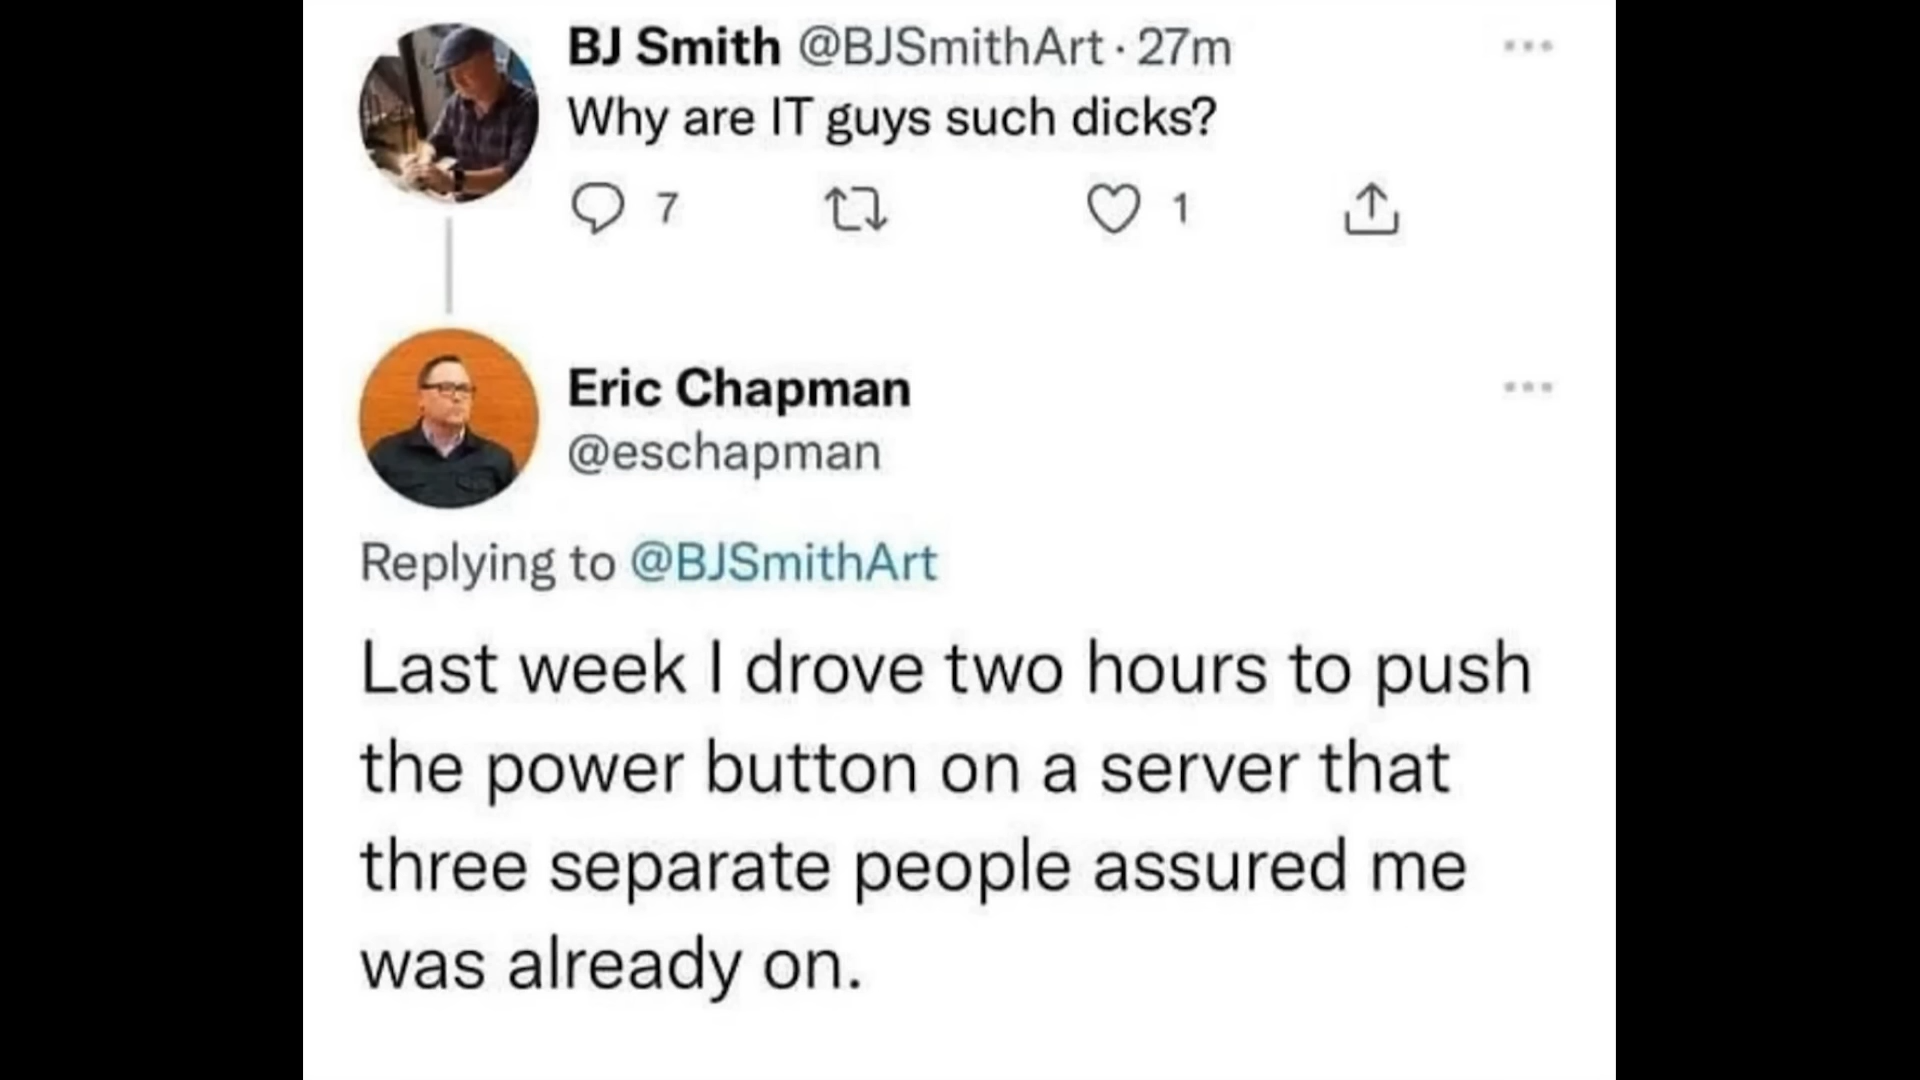 BJ Smith @BJSmithArt · 27m
Why are IT guys such dicks?
7 1
Eric Chapman
@eschapman
Replying to @BJSmithArt
Last week I drove two hours to push
the power button on a server that
three separate people assured me
was already on.